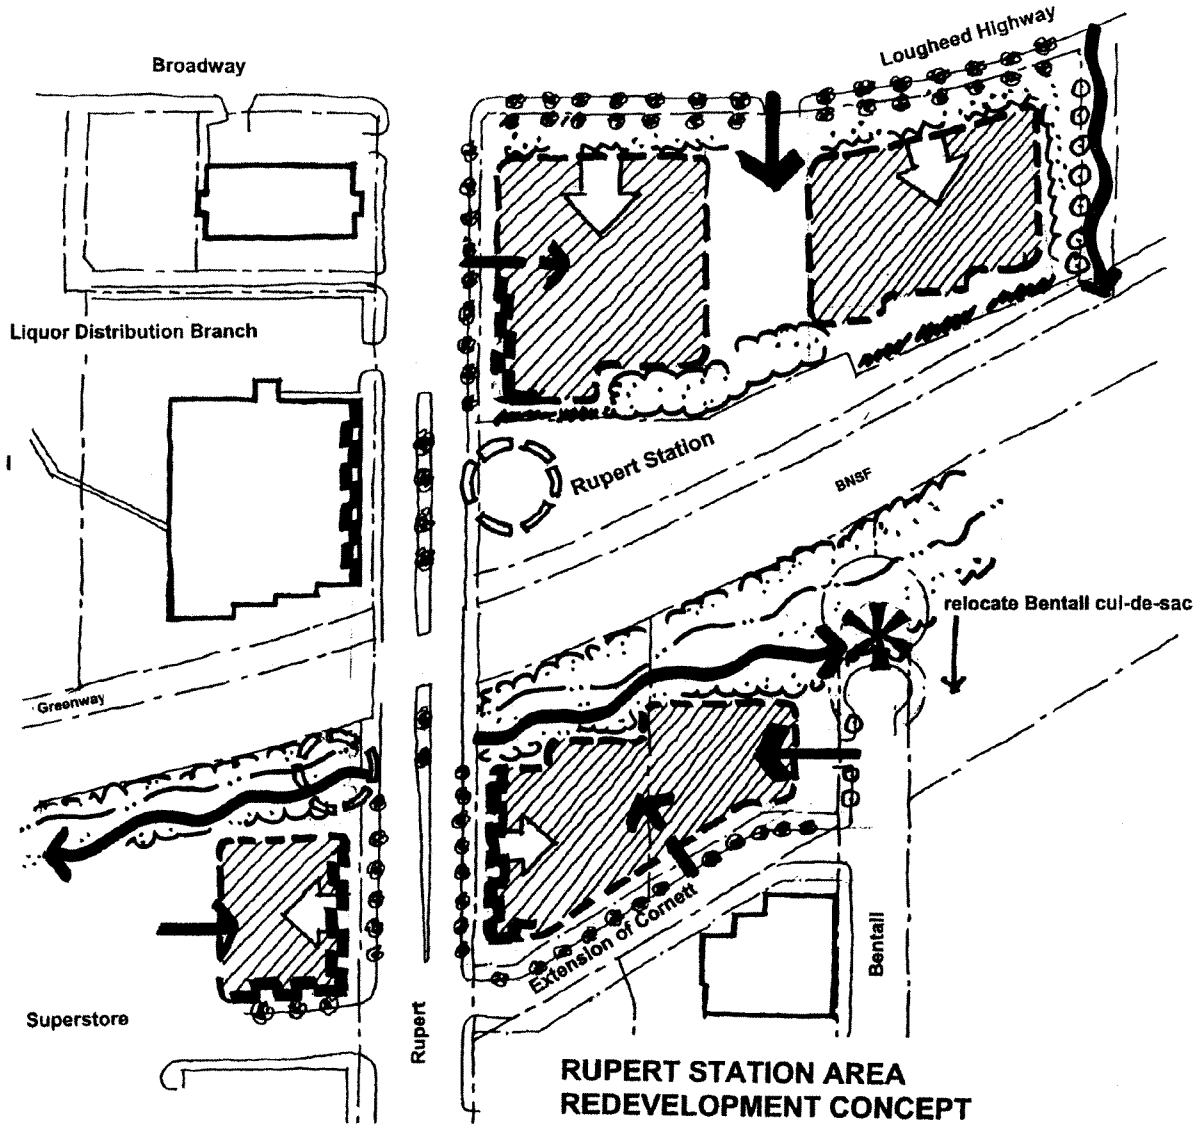 Lougheed Highway
Broadway
Liquor Distribution Branch
Rupert Station
BNSF
relocate Bentall cul-de-sac
Greenway
Extension of Cornett
Bentall
Superstore
Rupert
RUPERT STATION AREA
REDEVELOPMENT CONCEPT